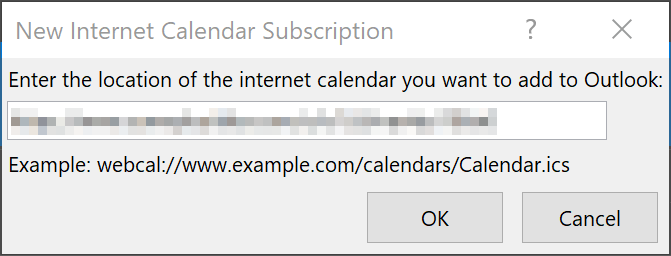 New Internet Calendar Subscription ?
Enter the location of the internet calendar you want to add to Outlook:
Example: webcal://www.example.com/calendars/Calendar.ics
OK Cancel